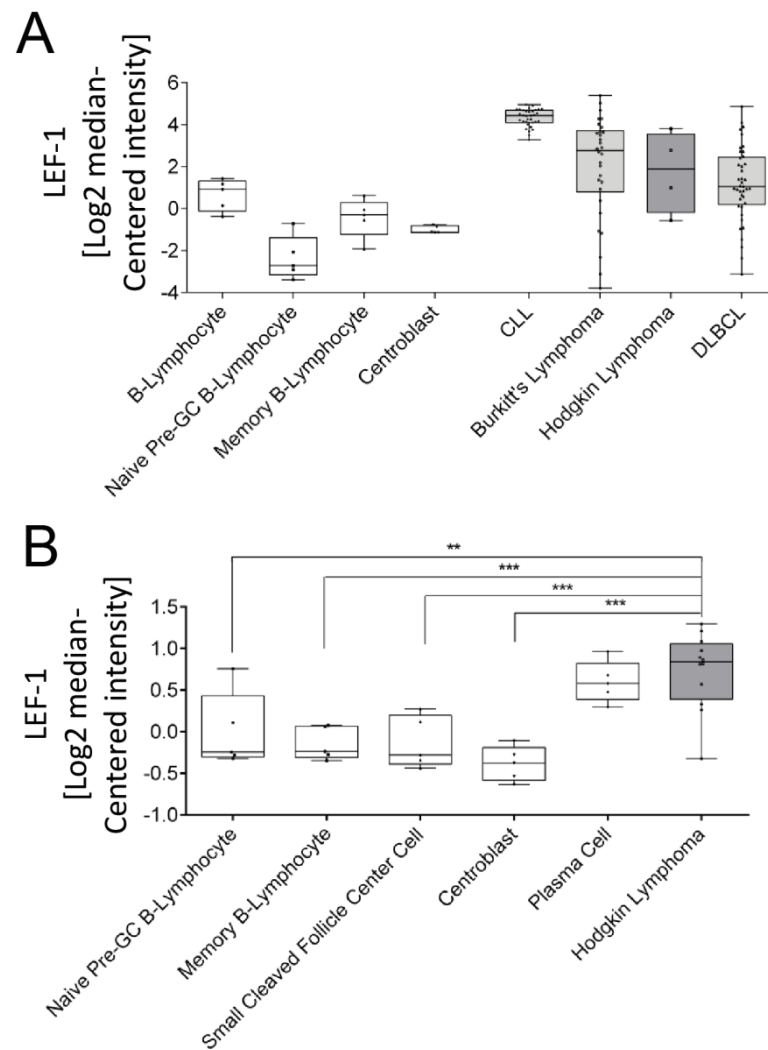 A
LEF-1
[Log2 median-
Centered intensity]
6
4
2
0
-2
-4
B-Lymphocyte
Naive Pre-GC B-Lymphocyte
Memory B-Lymphocyte
Centroblast
CLL
Burkitt's Lymphoma
Hodgkin Lymphoma
DLBCL
B
**
***
***
***
LEF-1
[Log2 median-
Centered intensity]
1.5
1.0
0.5
0.0
-0.5
-1.0
Naive Pre-GC B-Lymphocyte
Memory B-Lymphocyte
Small Cleaved Follicle Center Cell
Centroblast
Plasma Cell
Hodgkin Lymphoma